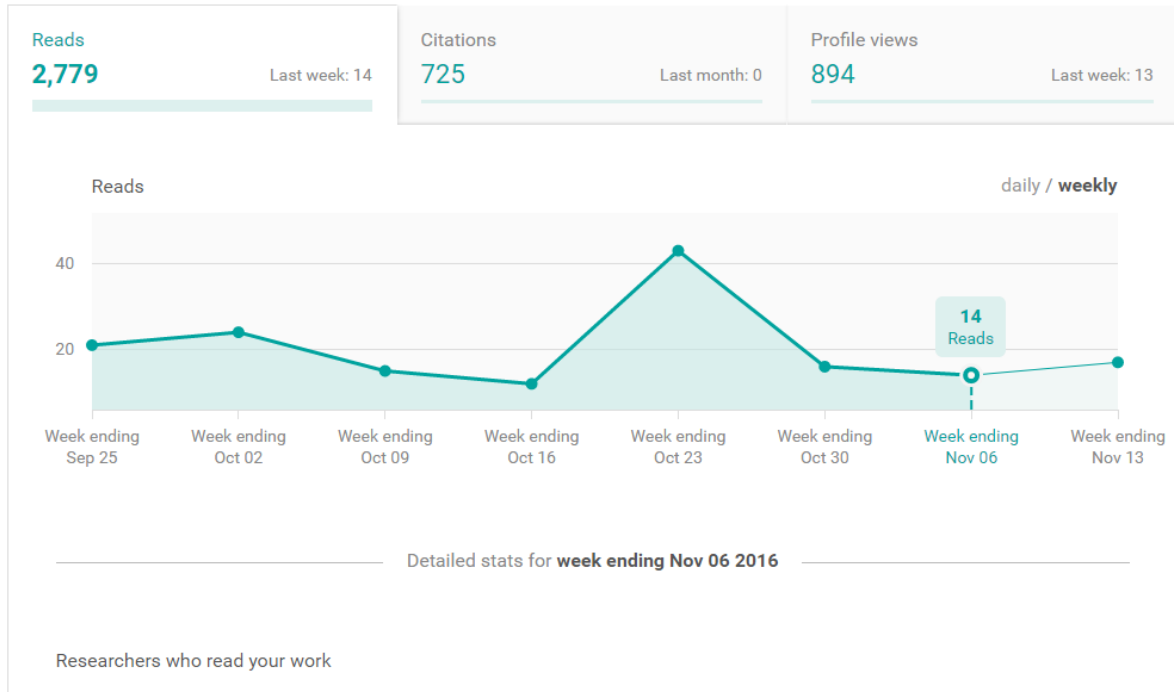 Reads
2,779
Last week: 14
Citations
725
Last month: 0
Profile views
894
Last week: 13
Reads
daily / weekly
40
20
14
Reads
Week ending
Sep 25
Week ending
Oct 02
Week ending
Oct 09
Week ending
Oct 16
Week ending
Oct 23
Week ending
Oct 30
Week ending
Nov 06
Week ending
Nov 13
Detailed stats for week ending Nov 06 2016
Researchers who read your work